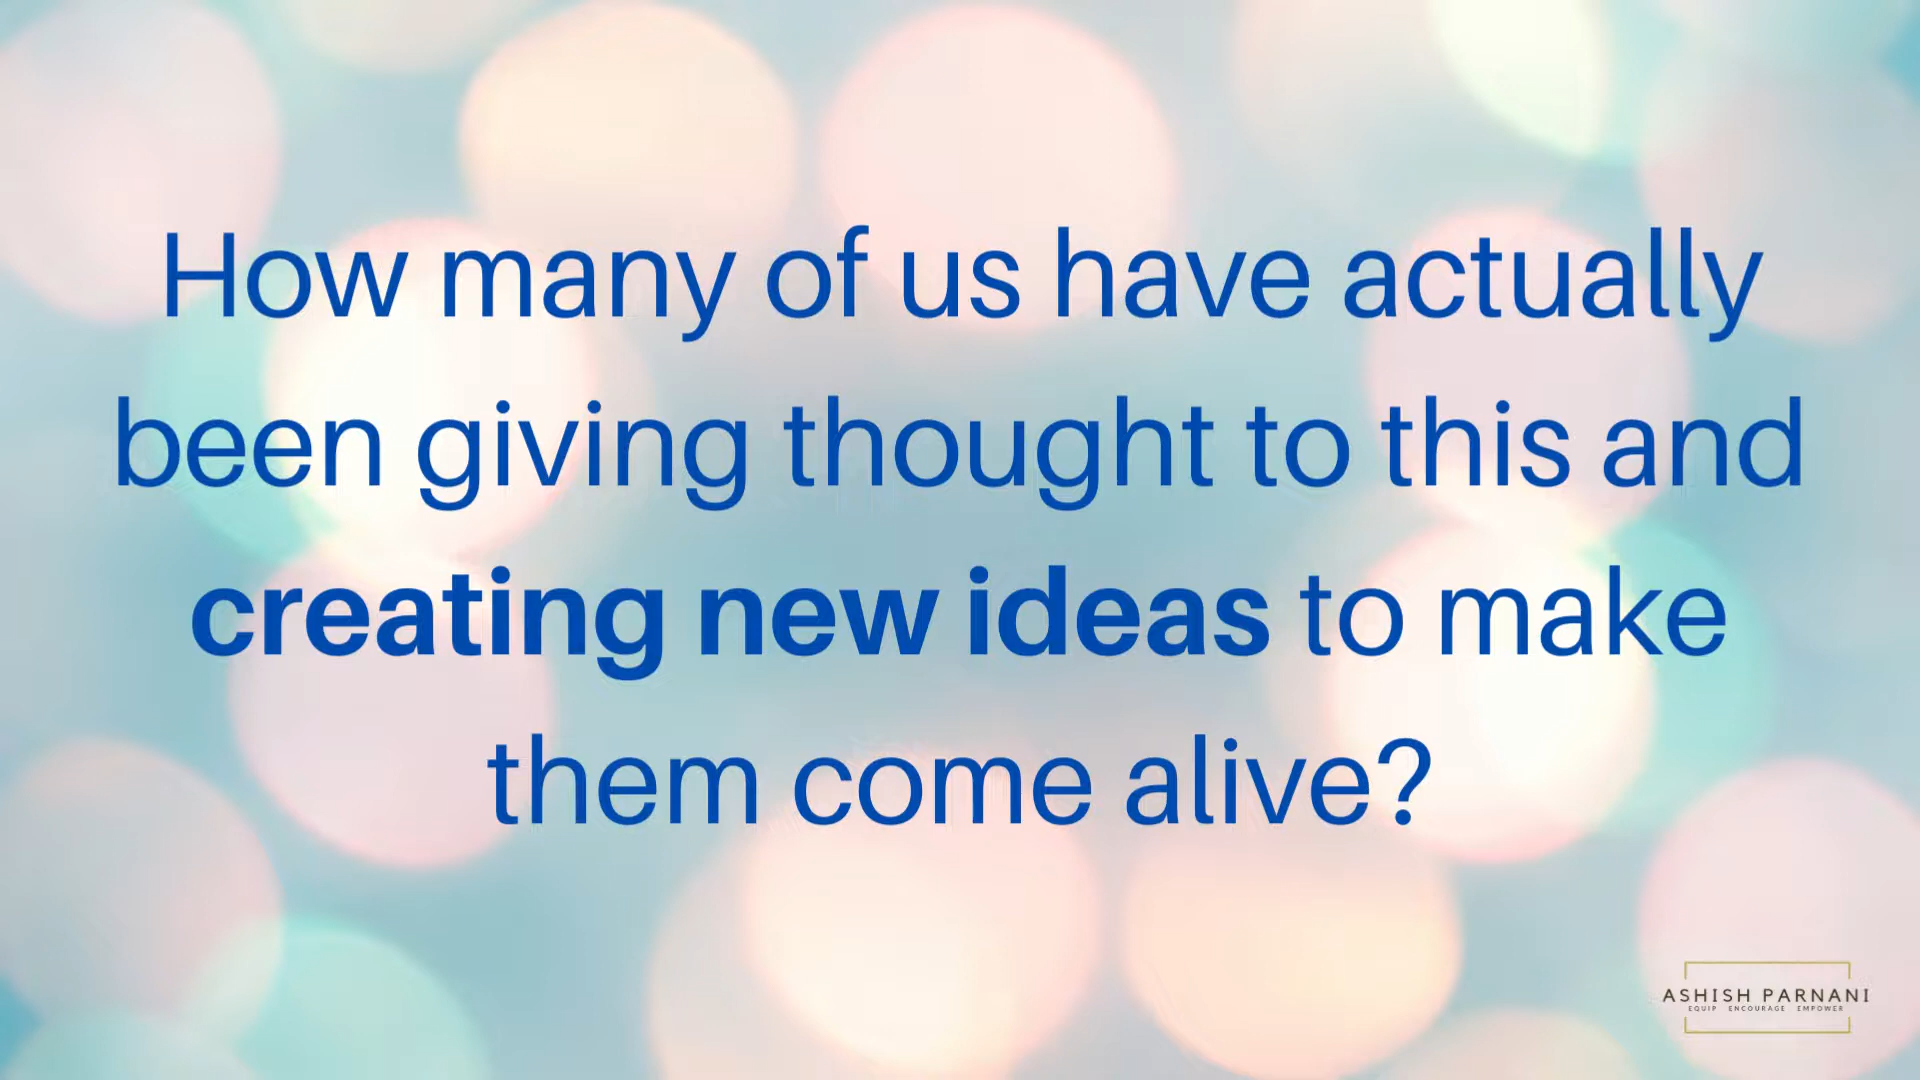 How many of us have actually
been giving thought to this and
creating new ideas to make
them come alive?
ASHISH PARNANI
EQUIP ENCOURAGE EMPOWER